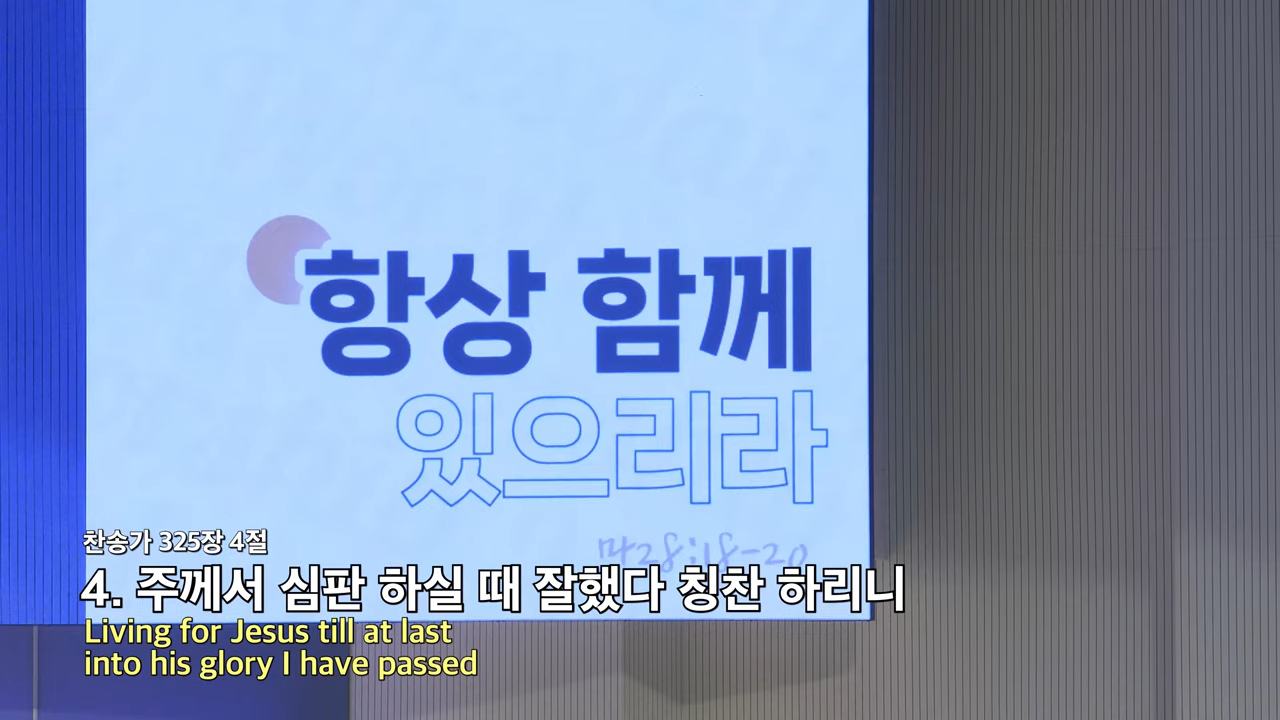 항상 함께
있으리라
마28:18-20
찬송가 325장 4절
4. 주께서 심판 하실 때 잘했다 칭찬 하리니
Living for Jesus till at last
into his glory I have passed